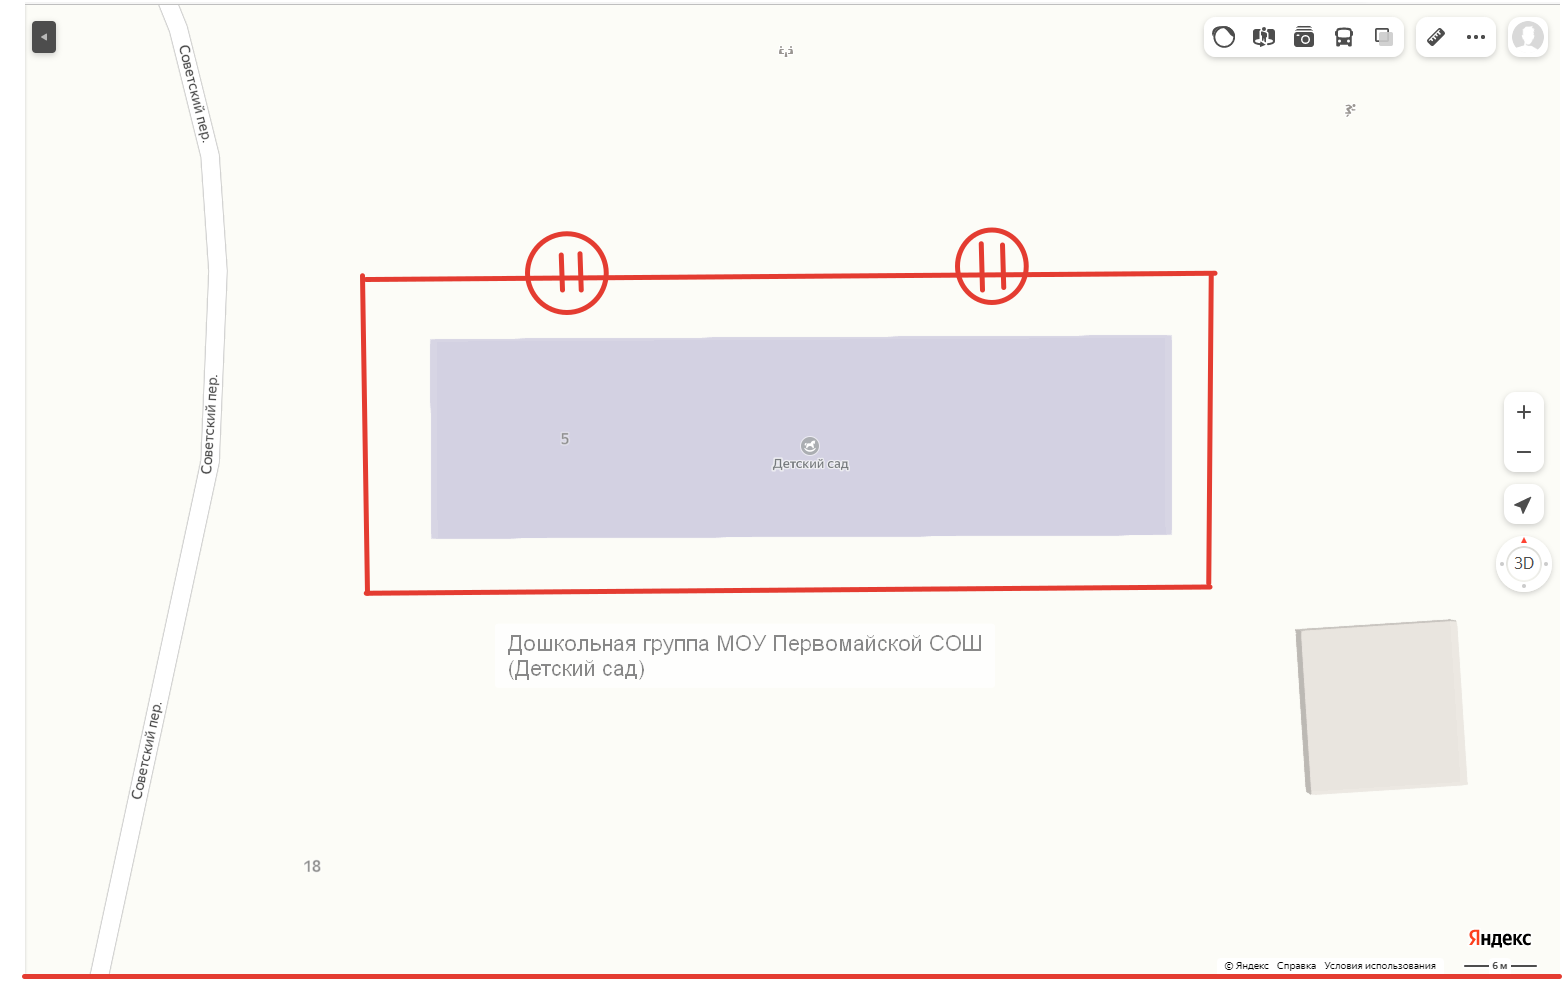 Советский пер.
Советский пер.
5
Детский сад
3D
Дошкольная группа МОУ Первомайской СОШ
(Детский сад)
Советский пер.
18
Яндекс
© Яндекс Справка Условия использования 6 м